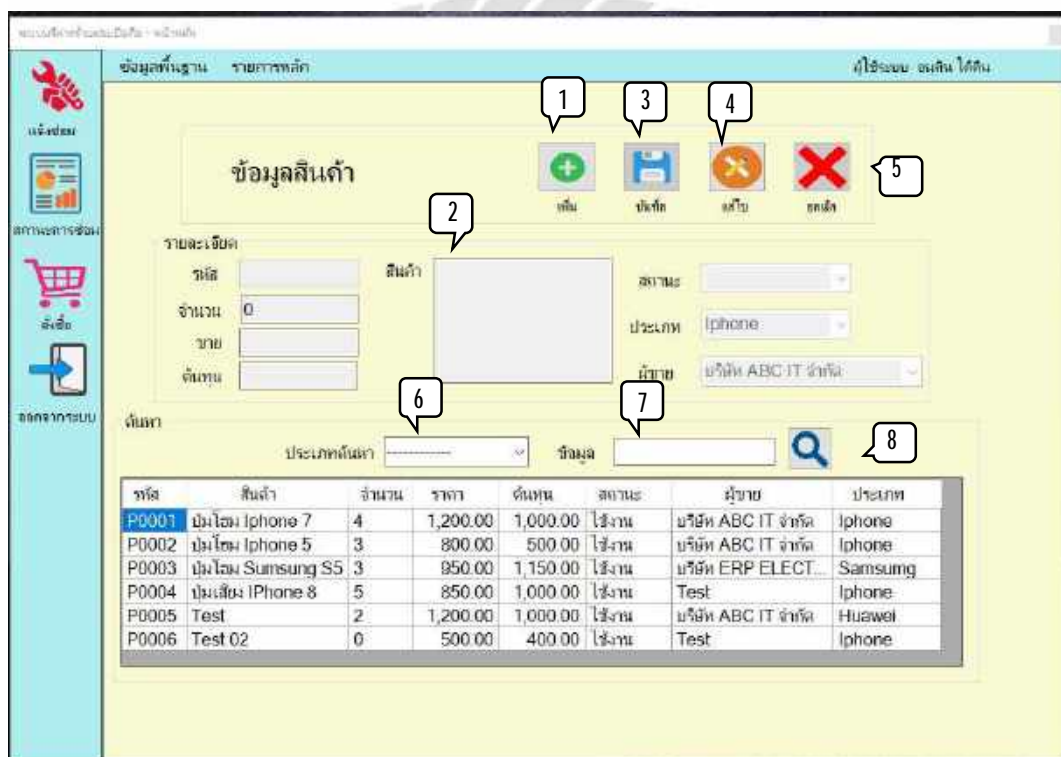 ข้อมูลพื้นฐาน รายการหลัก
ผู้ใช้ระบบ
1
3
4
แจ้งซ่อม
ข้อมูลสินค้า
5
เพิ่ม บันทึก แก้ไข ยกเลิก
2
สถานะการซ่อม
รายละเอียด
รหัส สินค้า สถานะ
จำนวน 0 ประเภท Iphone
สั่งซื้อ
ขาย
ต้นทุน ผู้ขาย บริษัท ABC IT จำกัด
ออกจากระบบ
6
7
ค้นหา
8
ประเภทค้นหา ------------- ข้อมูล
รหัส สินค้า จำนวน ราคา ต้นทุน สถานะ ผู้ขาย ประเภท
P0001 ปุ่มโฮม Iphone 7 4 1,200.00 1,000.00 ใช้งาน บริษัท ABC IT จำกัด Iphone
P0002 ปุ่มโฮม Iphone 5 3 800.00 500.00 ใช้งาน บริษัท ABC IT จำกัด Iphone
P0003 ปุ่มโฮม Sumsung S5 3 950.00 1,150.00 ใช้งาน บริษัท ERP ELECT... Samsumg
P0004 ปุ่มเสียง IPhone 8 5 850.00 1,000.00 ใช้งาน Test Iphone
P0005 Test 2 1,200.00 1,000.00 ใช้งาน บริษัท ABC IT จำกัด Huawei
P0006 Test 02 0 500.00 400.00 ใช้งาน Test Iphone